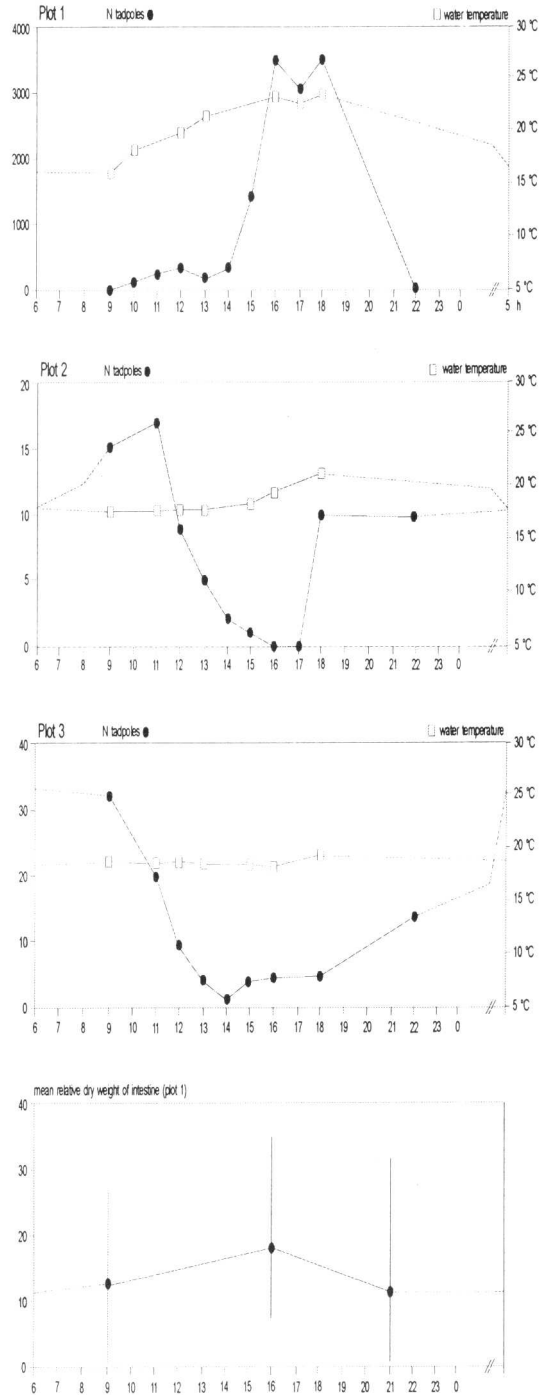 Plot 1 N tadpoles water temperature
4000 30 °C
25 °C
3000
20 °C
2000
15 °C
1000
10 °C
0 5 °C
6 7 8 9 10 11 12 13 14 15 16 17 18 19 20 21 22 23 0 // 5 h
Plot 2 N tadpoles water temperature
20 30 °C
25 °C
15
20 °C
10
15 °C
5 10 °C
0 5 °C
6 7 8 9 10 11 12 13 14 15 16 17 18 19 20 21 22 23 0 //
Plot 3 N tadpoles water temperature
40 30 °C
25 °C
30
20 °C
20
15 °C
10 10 °C
0 5 °C
6 7 8 9 10 11 12 13 14 15 16 17 18 19 20 21 22 23 0 //
mean relative dry weight of intestine (plot 1)
40
30
20
10
0
6 7 8 9 10 11 12 13 14 15 16 17 18 19 20 21 22 23 0 //